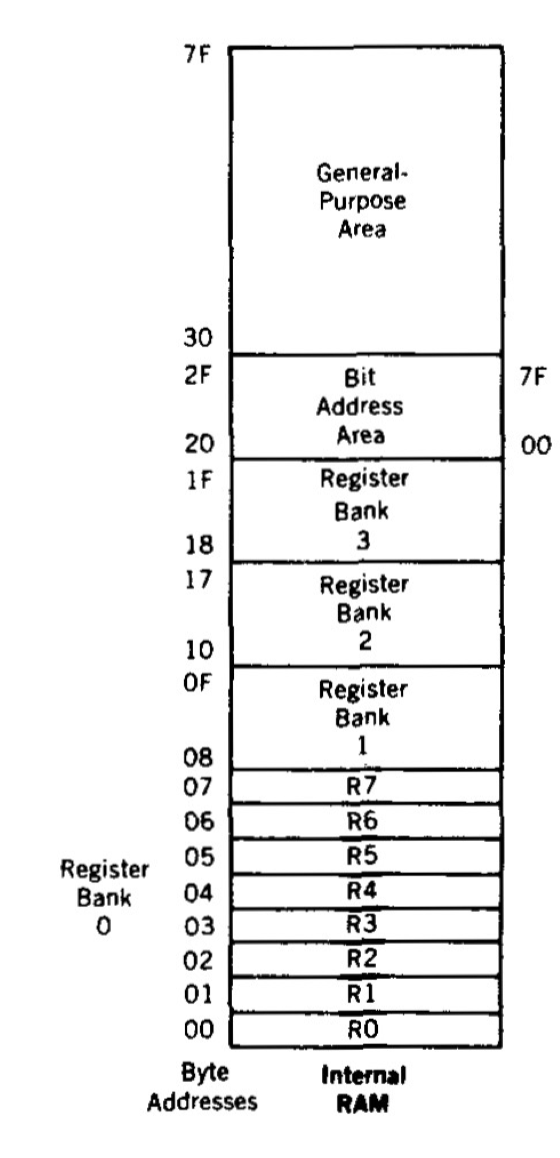 7F
General-
Purpose
Area
30
2F Bit 7F
Address
Area
20 00
1F Register
Bank
18 3
17 Register
Bank
10 2
0F Register
Bank
08 1
07 R7
06 R6
05 R5
Register
Bank
0
04 R4
03 R3
02 R2
01 R1
00 R0
Byte Internal
Addresses RAM